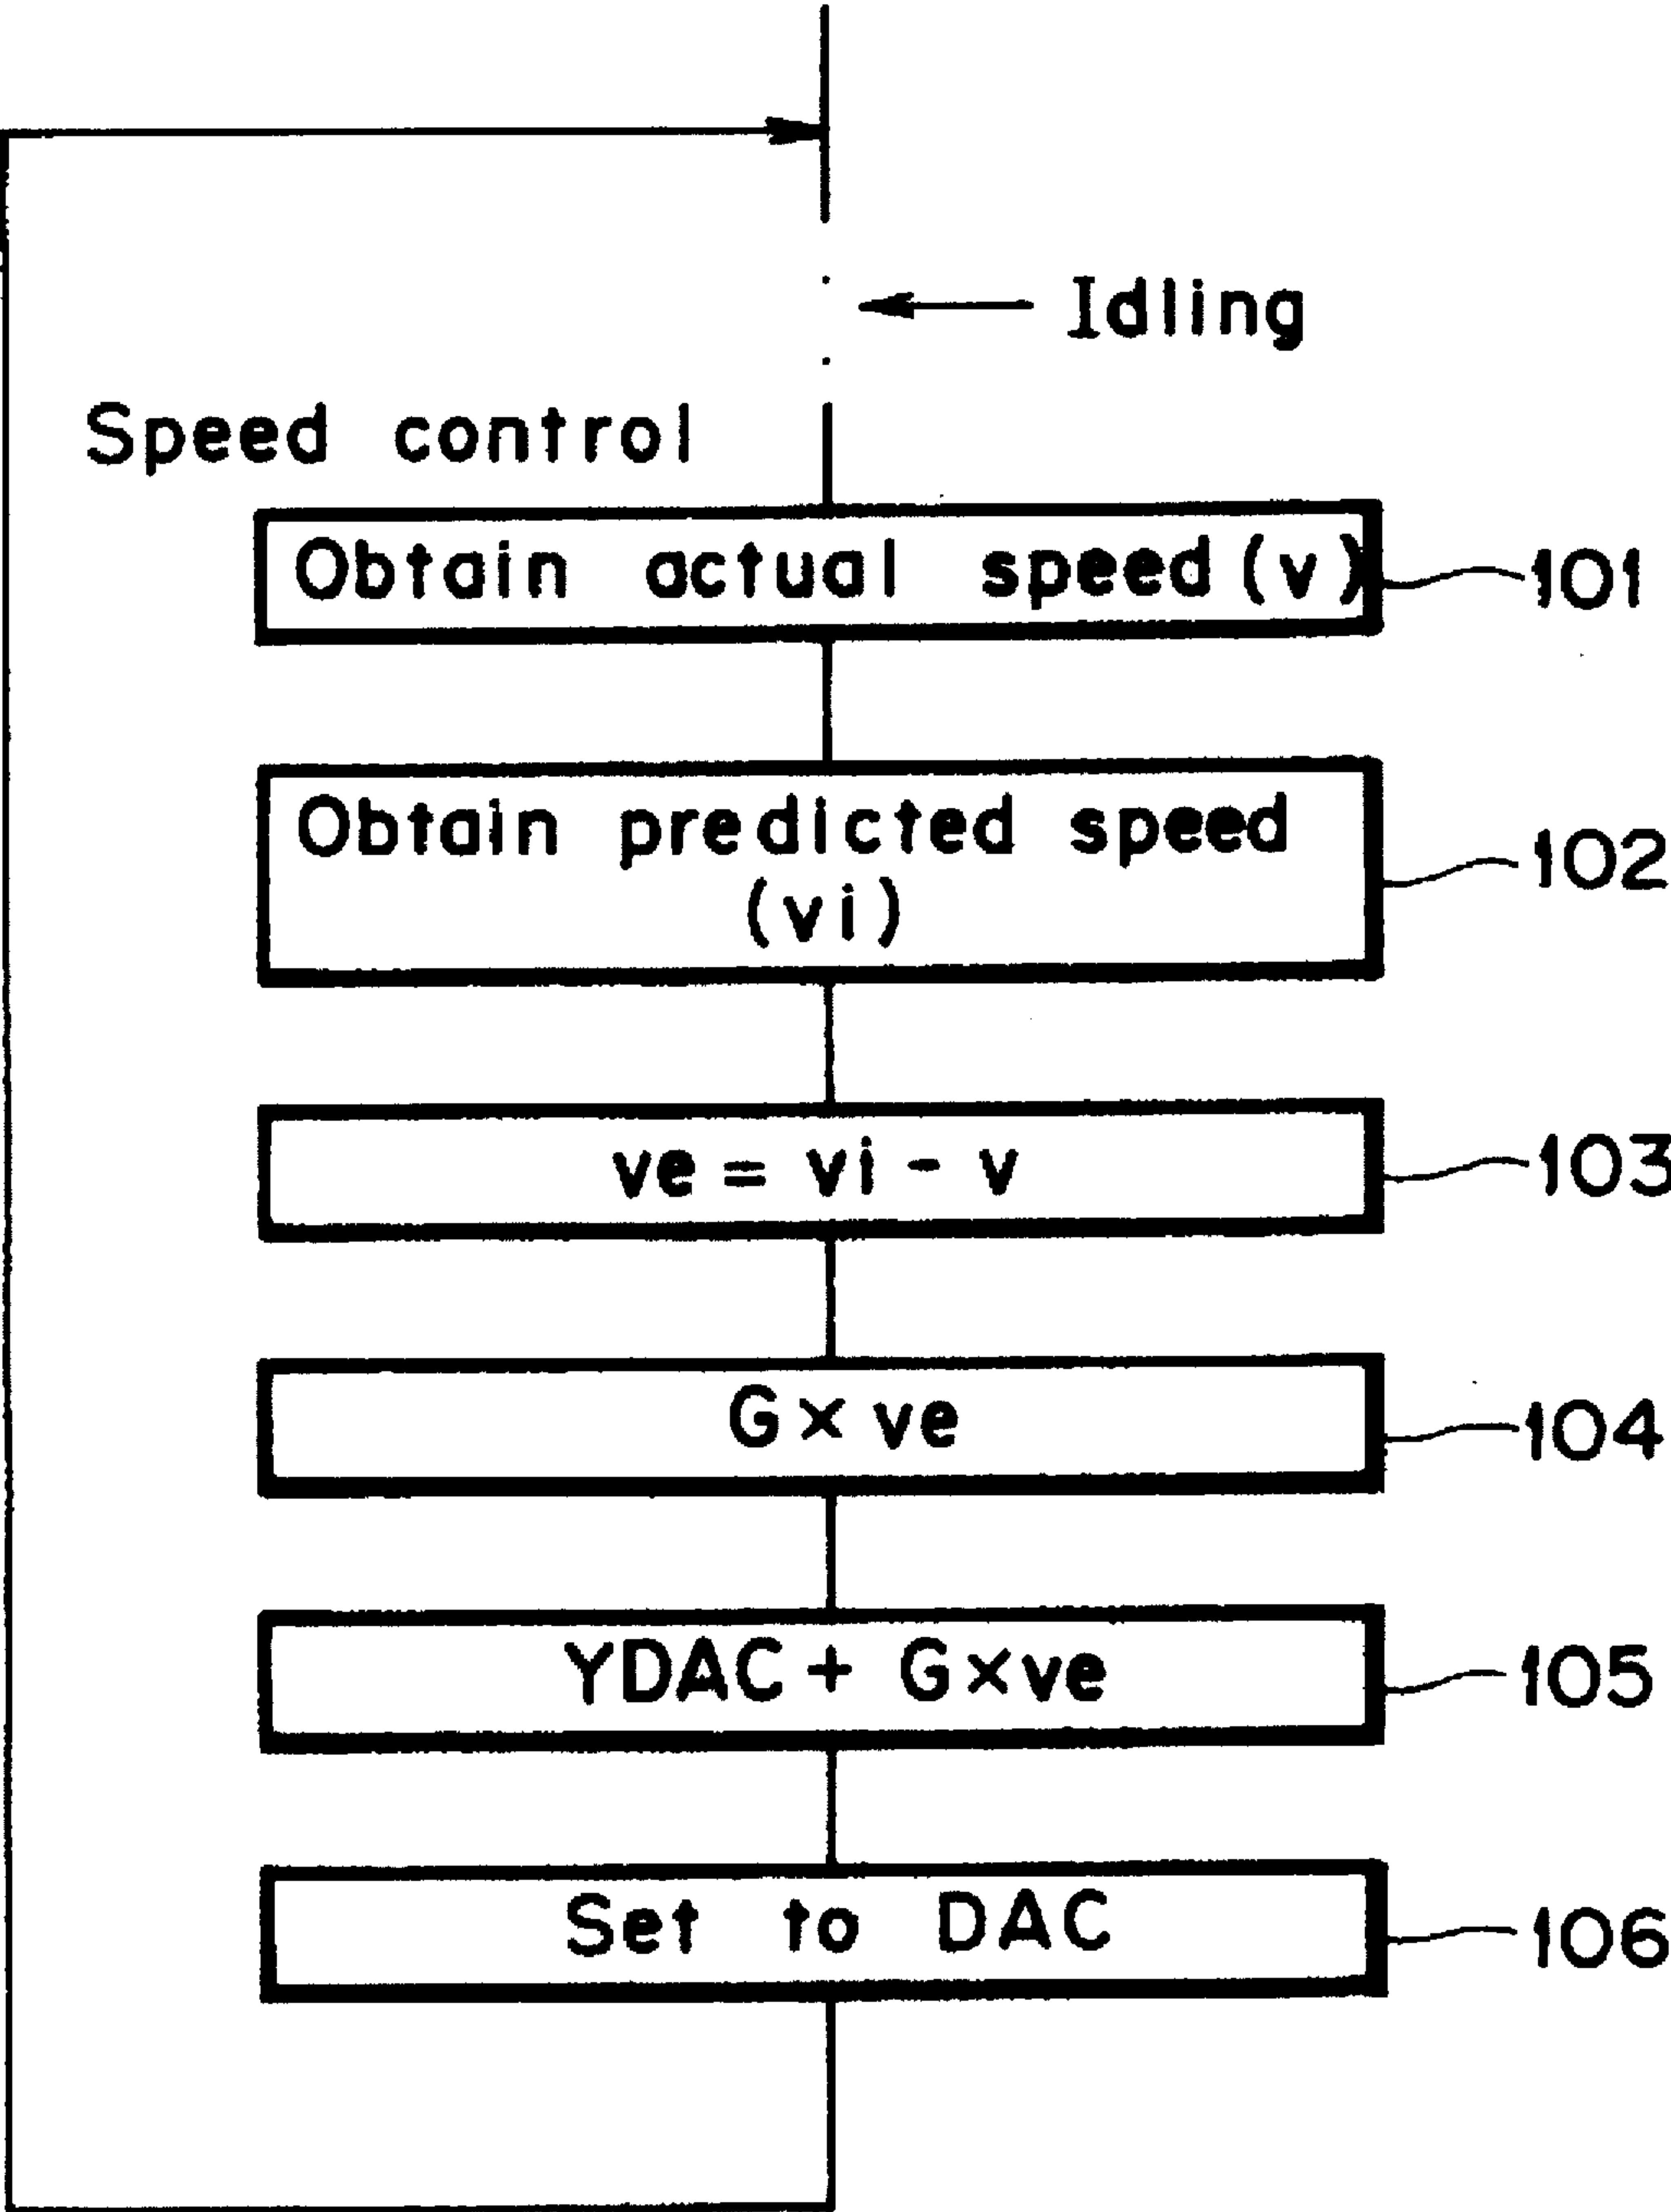 Idling
Speed control
Obtain actual speed (v)
101
Obtain predicted speed
(vi)
102
ve = vi - v
103
G × ve
104
YDAC + G × ve
105
Set to DAC
106